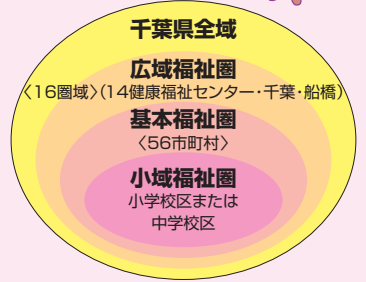 千葉県全域
広域福祉圏
〈16圏域〉(14健康福祉センター・千葉・船橋)
基本福祉圏
〈56市町村〉
小域福祉圏
小学校区または
中学校区